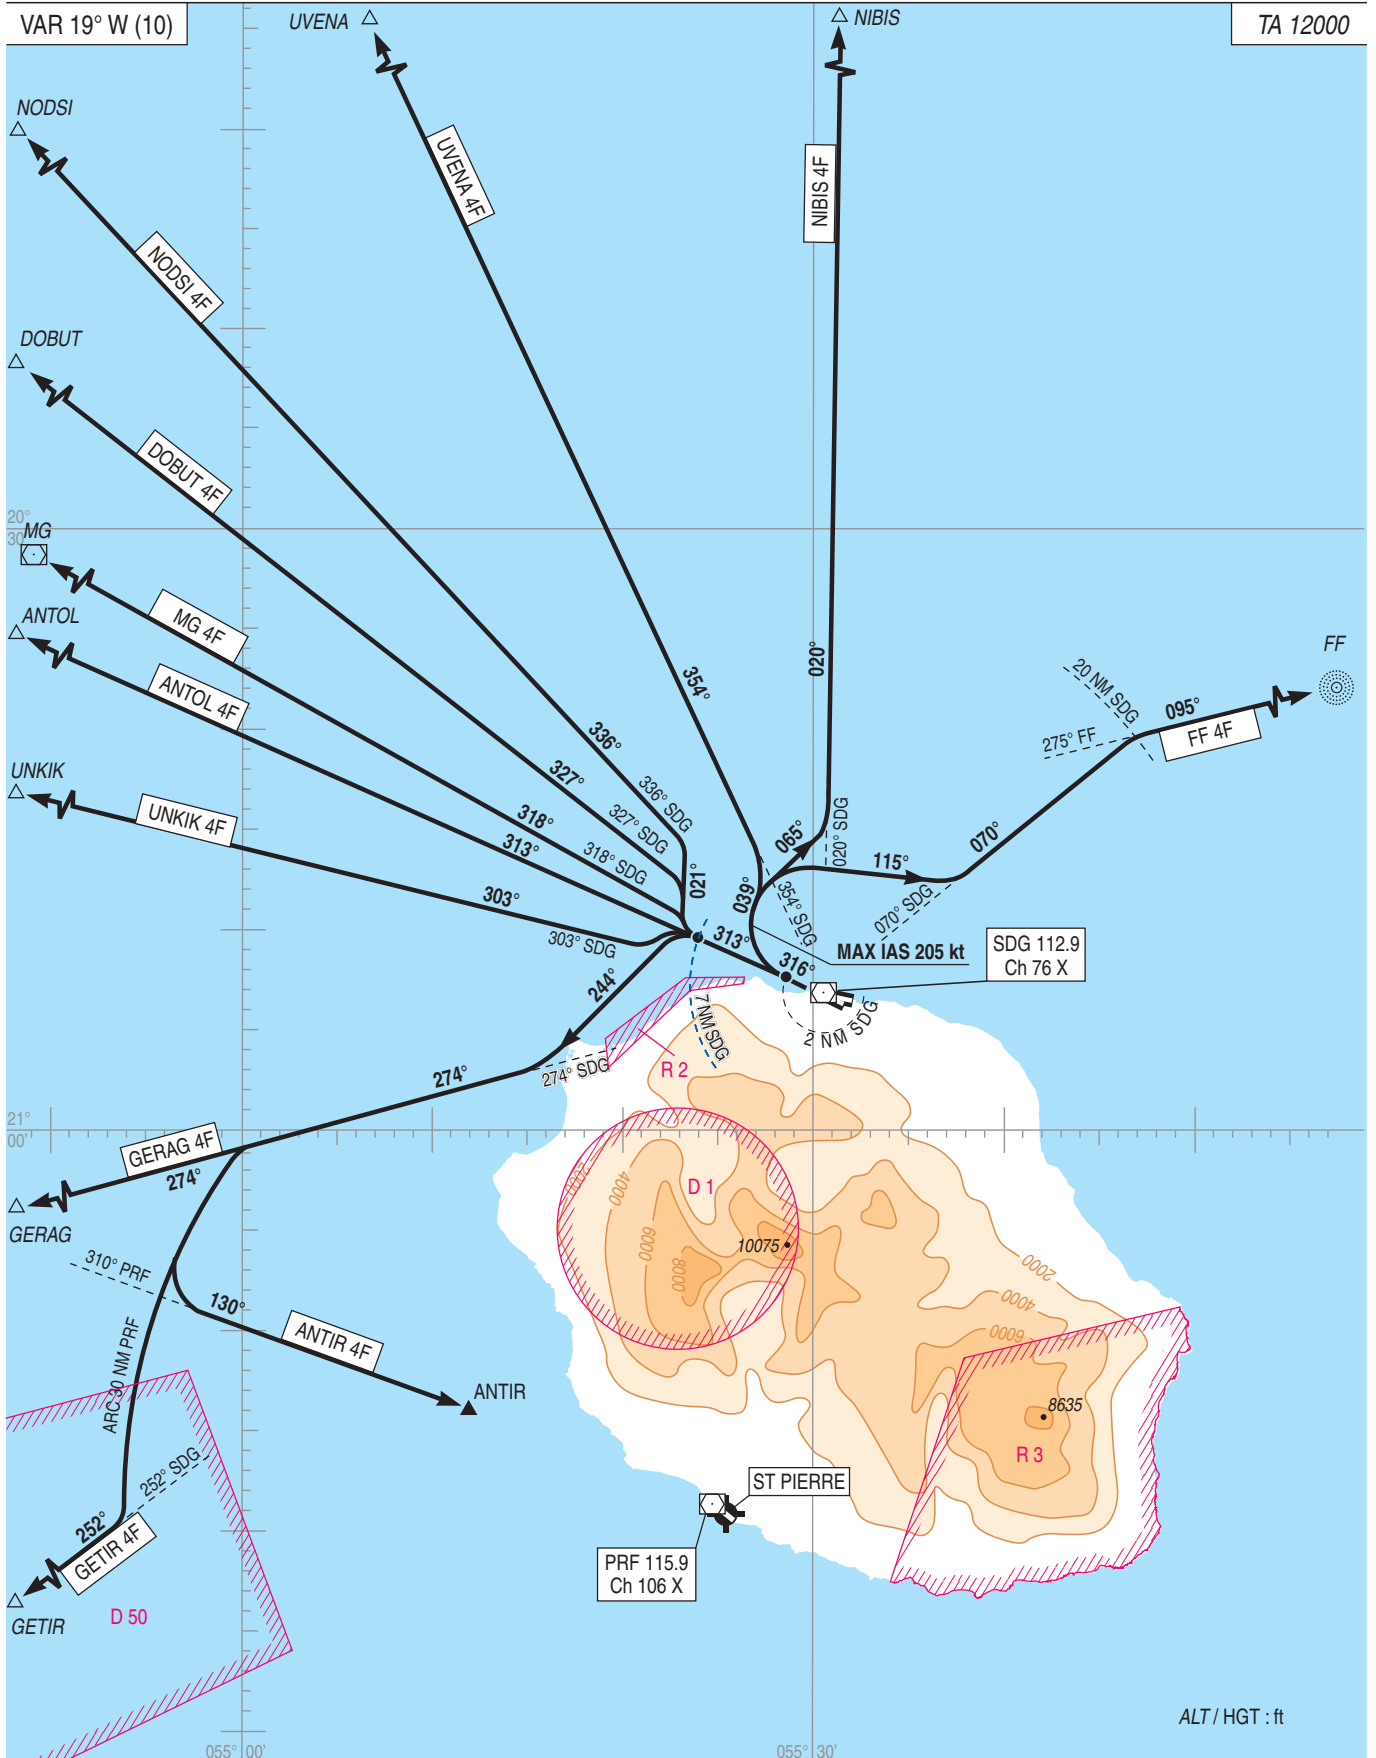 VAR 19° W (10)
UVENA
NIBIS
TA 12000
NODSI
UVENA 4F
NIBIS 4F
NODSI 4F
DOBUT
DOBUT 4F
20°
30'
MG
MG 4F
ANTOL
ANTOL 4F
UNKIK
UNKIK 4F
354°
020°
FF
20 NM SDG
095°
FF 4F
275° FF
336°
336° SDG
327°
327° SDG
318°
318° SDG
313°
303°
303° SDG
021°
039°
065°
020° SDG
115°
070°
070° SDG
354° SDG
313°
316°
MAX IAS 205 kt
SDG 112.9
Ch 76 X
244°
7 NM SDG
2 NM SDG
R 2
274°
274° SDG
21°
00'
GERAG 4F
274°
GERAG
2000
4000
D 1
6000
8000
10075
2000
4000
6000
310° PRF
130°
ANTIR 4F
ANTIR
ARC 30 NM PRF
8635
R 3
252° SDG
252°
GETIR 4F
GETIR
D 50
ST PIERRE
PRF 115.9
Ch 106 X
ALT / HGT : ft
055° 00'
055° 30'